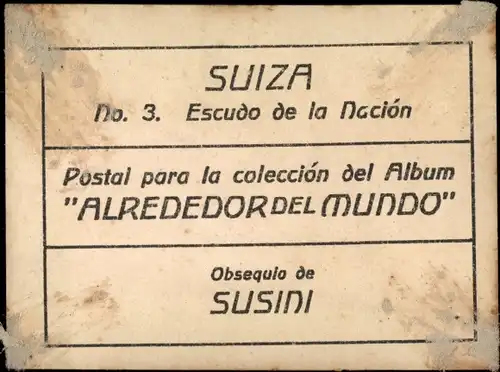 SUIZA
No. 3. Escudo de la Nación
Postal para la colección del Album
"ALREDEDOR DEL MUNDO"
Obsequio de
SUSINI